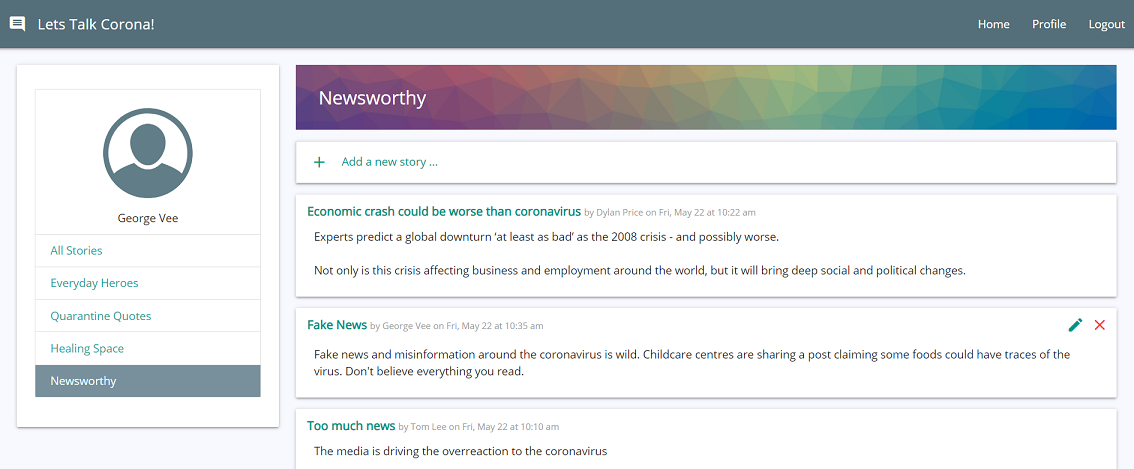 Lets Talk Corona!
Home Profile Logout
George Vee
All Stories
Everyday Heroes
Quarantine Quotes
Healing Space
Newsworthy
Newsworthy
+ Add a new story ...
Economic crash could be worse than coronavirus by Dylan Price on Fri, May 22 at 10:22 am
Experts predict a global downturn ‘at least as bad’ as the 2008 crisis - and possibly worse.
Not only is this crisis affecting business and employment around the world, but it will bring deep social and political changes.
Fake News by George Vee on Fri, May 22 at 10:35 am
Fake news and misinformation around the coronavirus is wild. Childcare centres are sharing a post claiming some foods could have traces of the
virus. Don't believe everything you read.
Too much news by Tom Lee on Fri, May 22 at 10:10 am
The media is driving the overreaction to the coronavirus